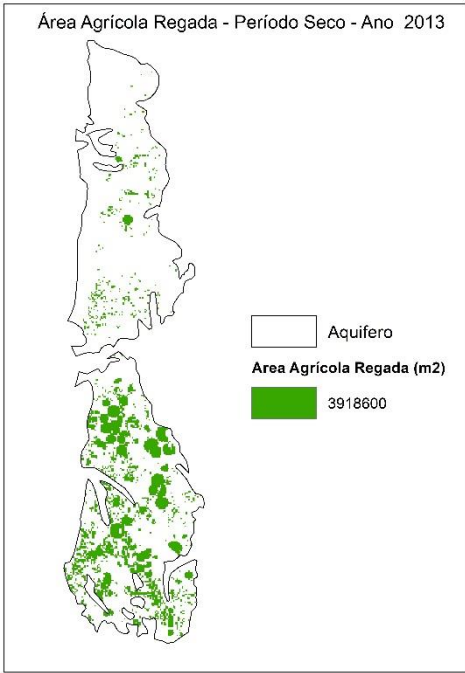 Área Agrícola Regada - Período Seco - Ano 2013
Aquifero
Area Agrícola Regada (m2)
3918600